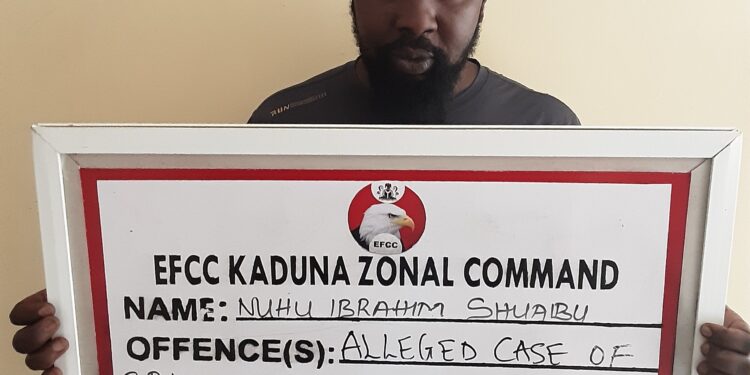 EFCC
EFCC KADUNA ZONAL COMMAND
NAME: NUHU IBRAHIM SHUAIBU
OFFENCE(S): ALLEGED CASE OF